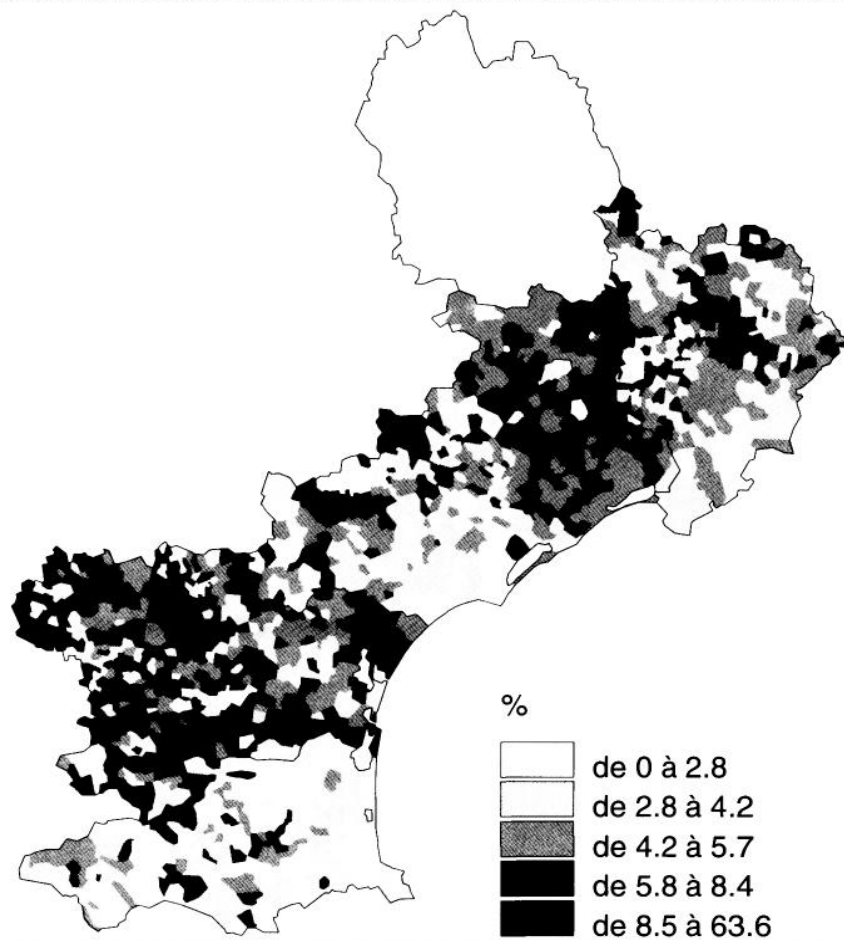 %
de 0 à 2.8
de 2.8 à 4.2
de 4.2 à 5.7
de 5.8 à 8.4
de 8.5 à 63.6